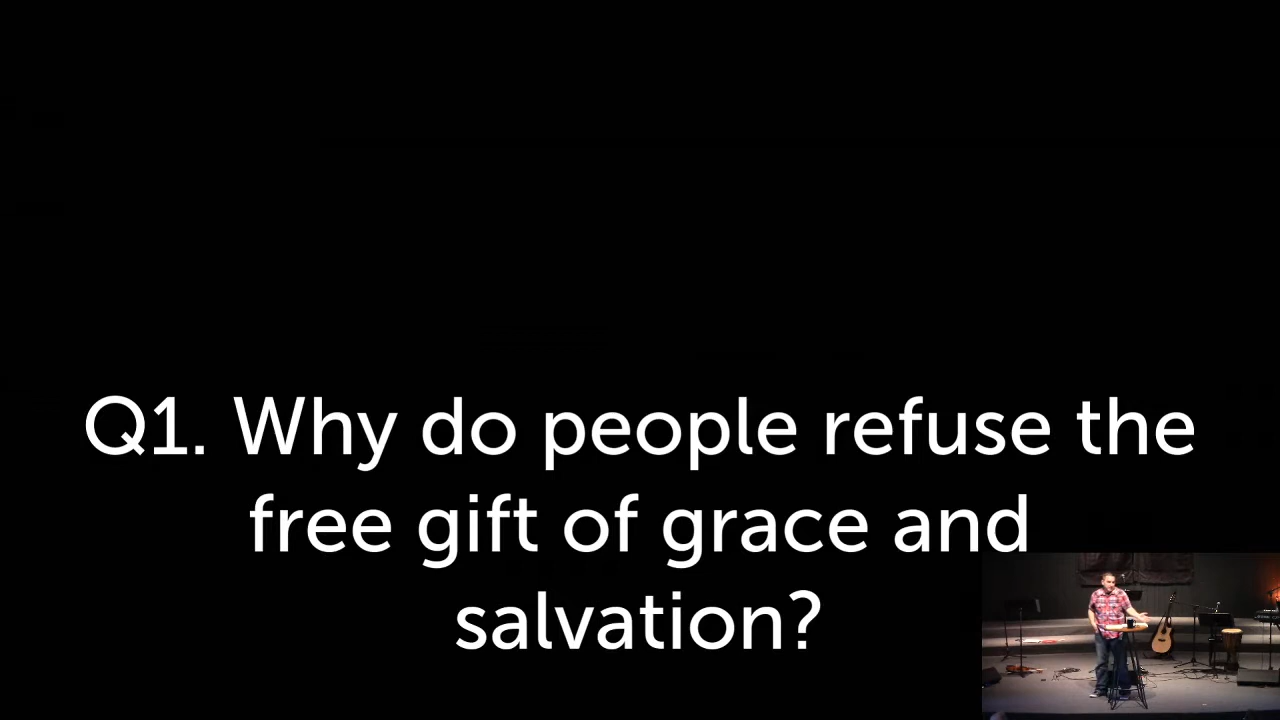 Q1. Why do people refuse the
free gift of grace and
salvation?